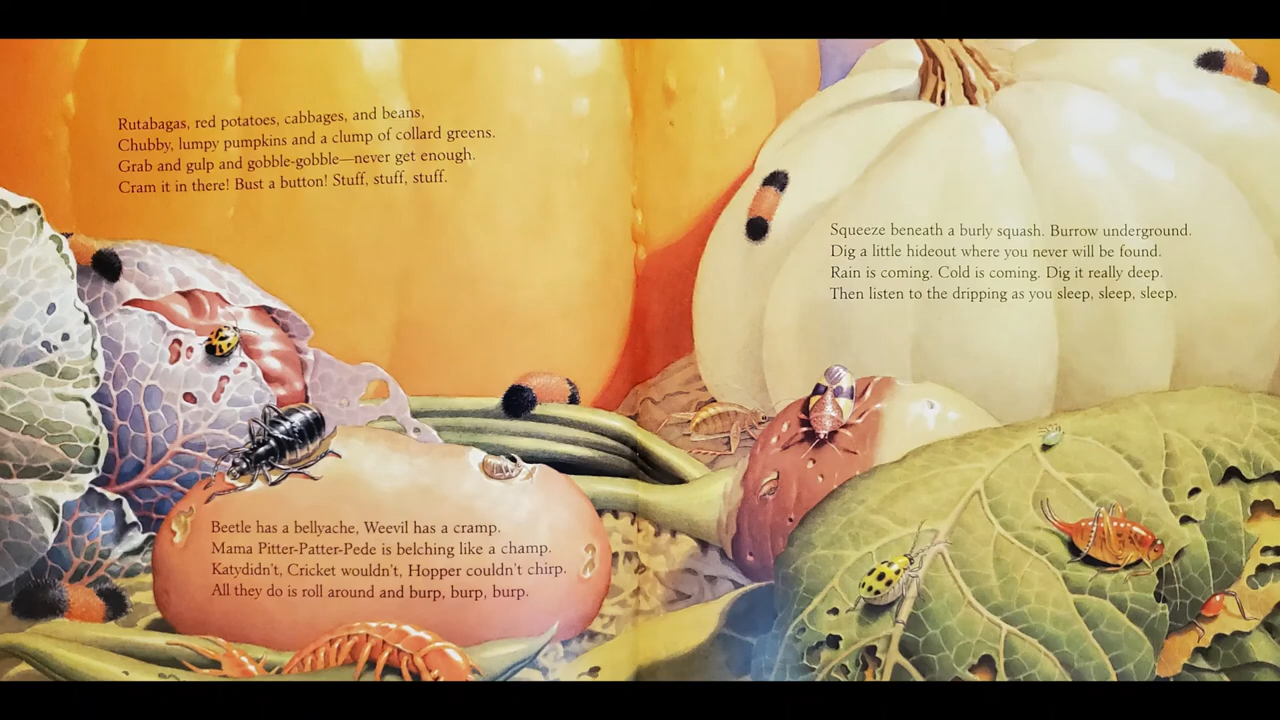 Rutabagas, red potatoes, cabbages, and beans,
Chubby, lumpy pumpkins and a clump of collard greens.
Grab and gulp and gobble-gobble—never get enough.
Cram it in there! Bust a button! Stuff, stuff, stuff.
Beetle has a bellyache, Weevil has a cramp.
Mama Pitter-Patter-Pede is belching like a champ.
Katydidn't, Cricket wouldn't, Hopper couldn't chirp.
All they do is roll around and burp, burp, burp.
Squeeze beneath a burly squash. Burrow underground.
Dig a little hideout where you never will be found.
Rain is coming. Cold is coming. Dig it really deep.
Then listen to the dripping as you sleep, sleep, sleep.